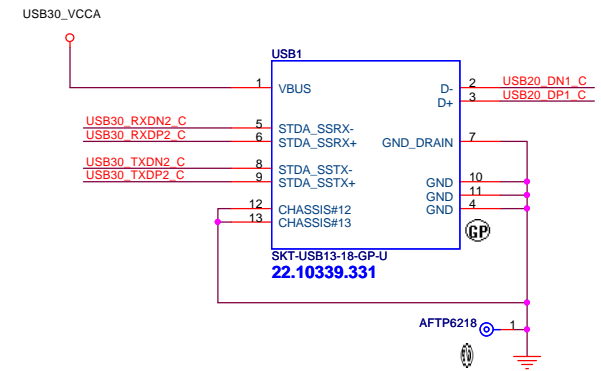 USB30_VCCA
USB1
1 VBUS
D- 2 USB20_DN1_C
D+ 3 USB20_DP1_C
USB30_RXDN2_C 5 STDA_SSRX-
USB30_RXDP2_C 6 STDA_SSRX+
GND_DRAIN 7
USB30_TXDN2_C 8 STDA_SSTX-
USB30_TXDP2_C 9 STDA_SSTX+
GND 10
GND 11
GND 4
12 CHASSIS#12
13 CHASSIS#13
GP
SKT-USB13-18-GP-U
22.10339.331
AFTP6218 1